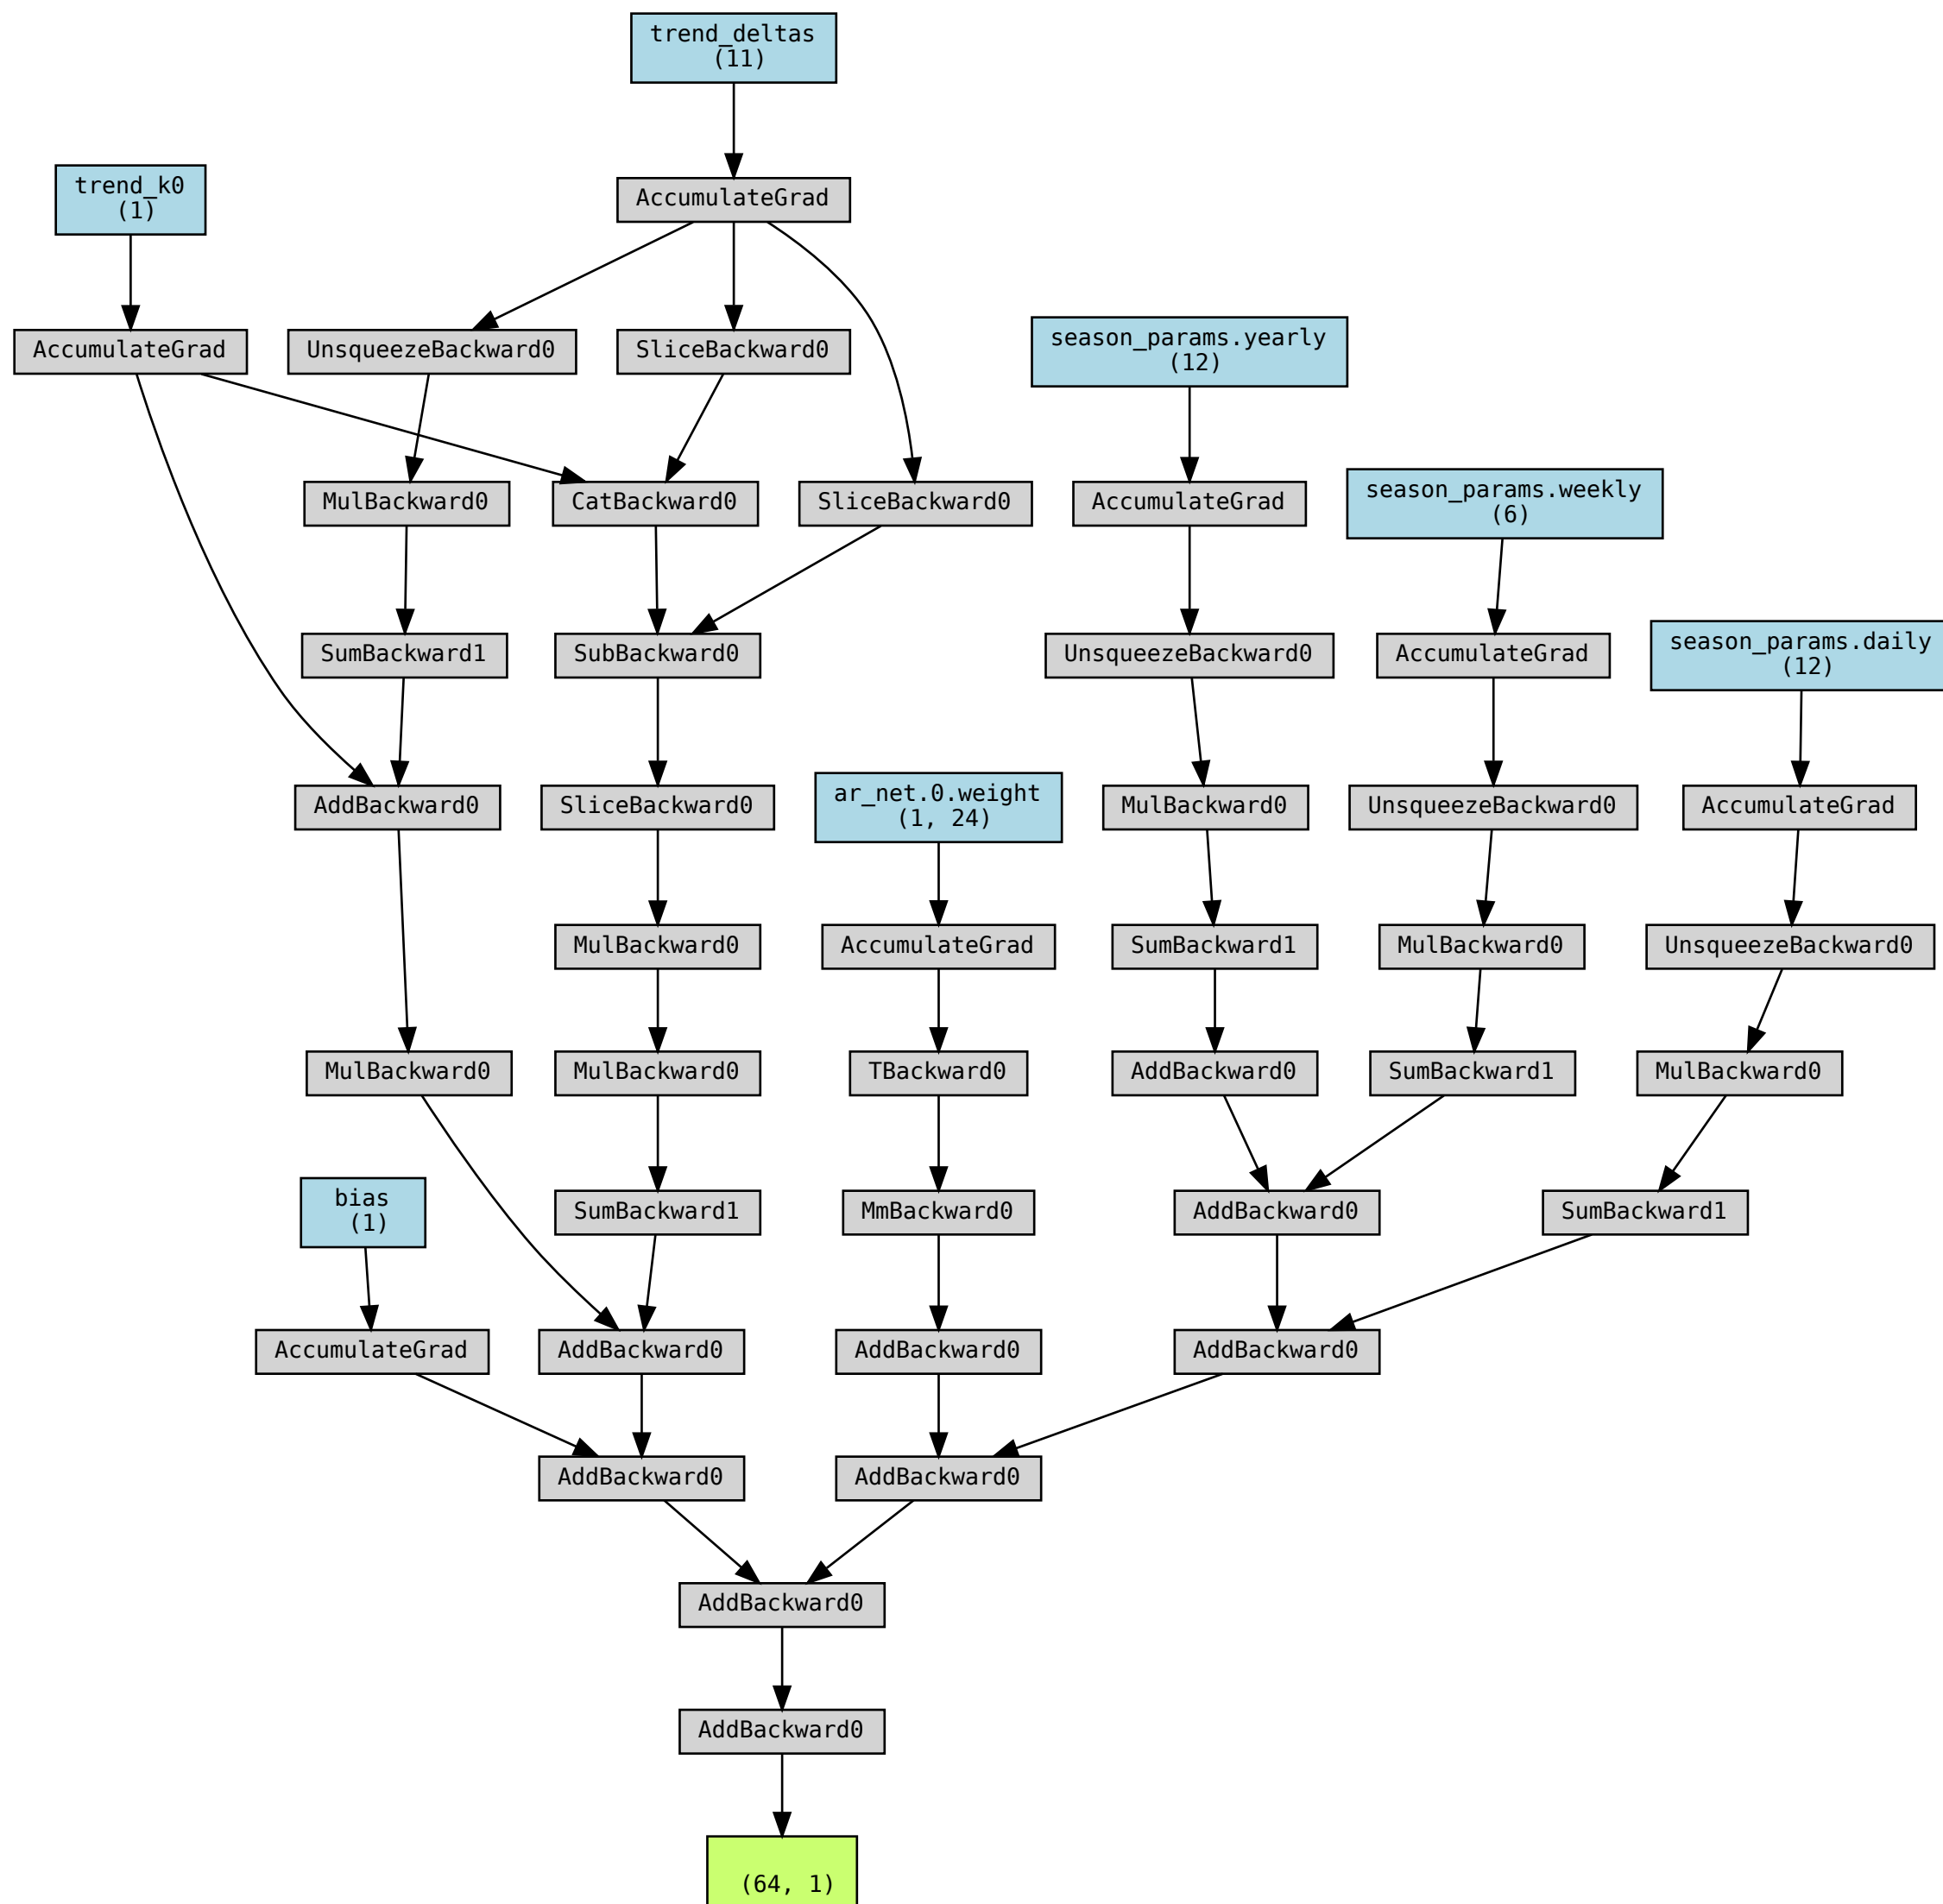 trend_deltas
(11)
trend_k0
(1)
AccumulateGrad
AccumulateGrad
UnsqueezeBackward0
SliceBackward0
season_params.yearly
(12)
MulBackward0
CatBackward0
SliceBackward0
AccumulateGrad
season_params.weekly
(6)
SumBackward1
SubBackward0
UnsqueezeBackward0
AccumulateGrad
season_params.daily
(12)
AddBackward0
SliceBackward0
ar_net.0.weight
(1, 24)
MulBackward0
UnsqueezeBackward0
AccumulateGrad
MulBackward0
AccumulateGrad
SumBackward1
MulBackward0
UnsqueezeBackward0
MulBackward0
MulBackward0
TBackward0
AddBackward0
SumBackward1
MulBackward0
bias
(1)
SumBackward1
MmBackward0
AddBackward0
SumBackward1
AccumulateGrad
AddBackward0
AddBackward0
AddBackward0
AddBackward0
AddBackward0
AddBackward0
AddBackward0
(64, 1)